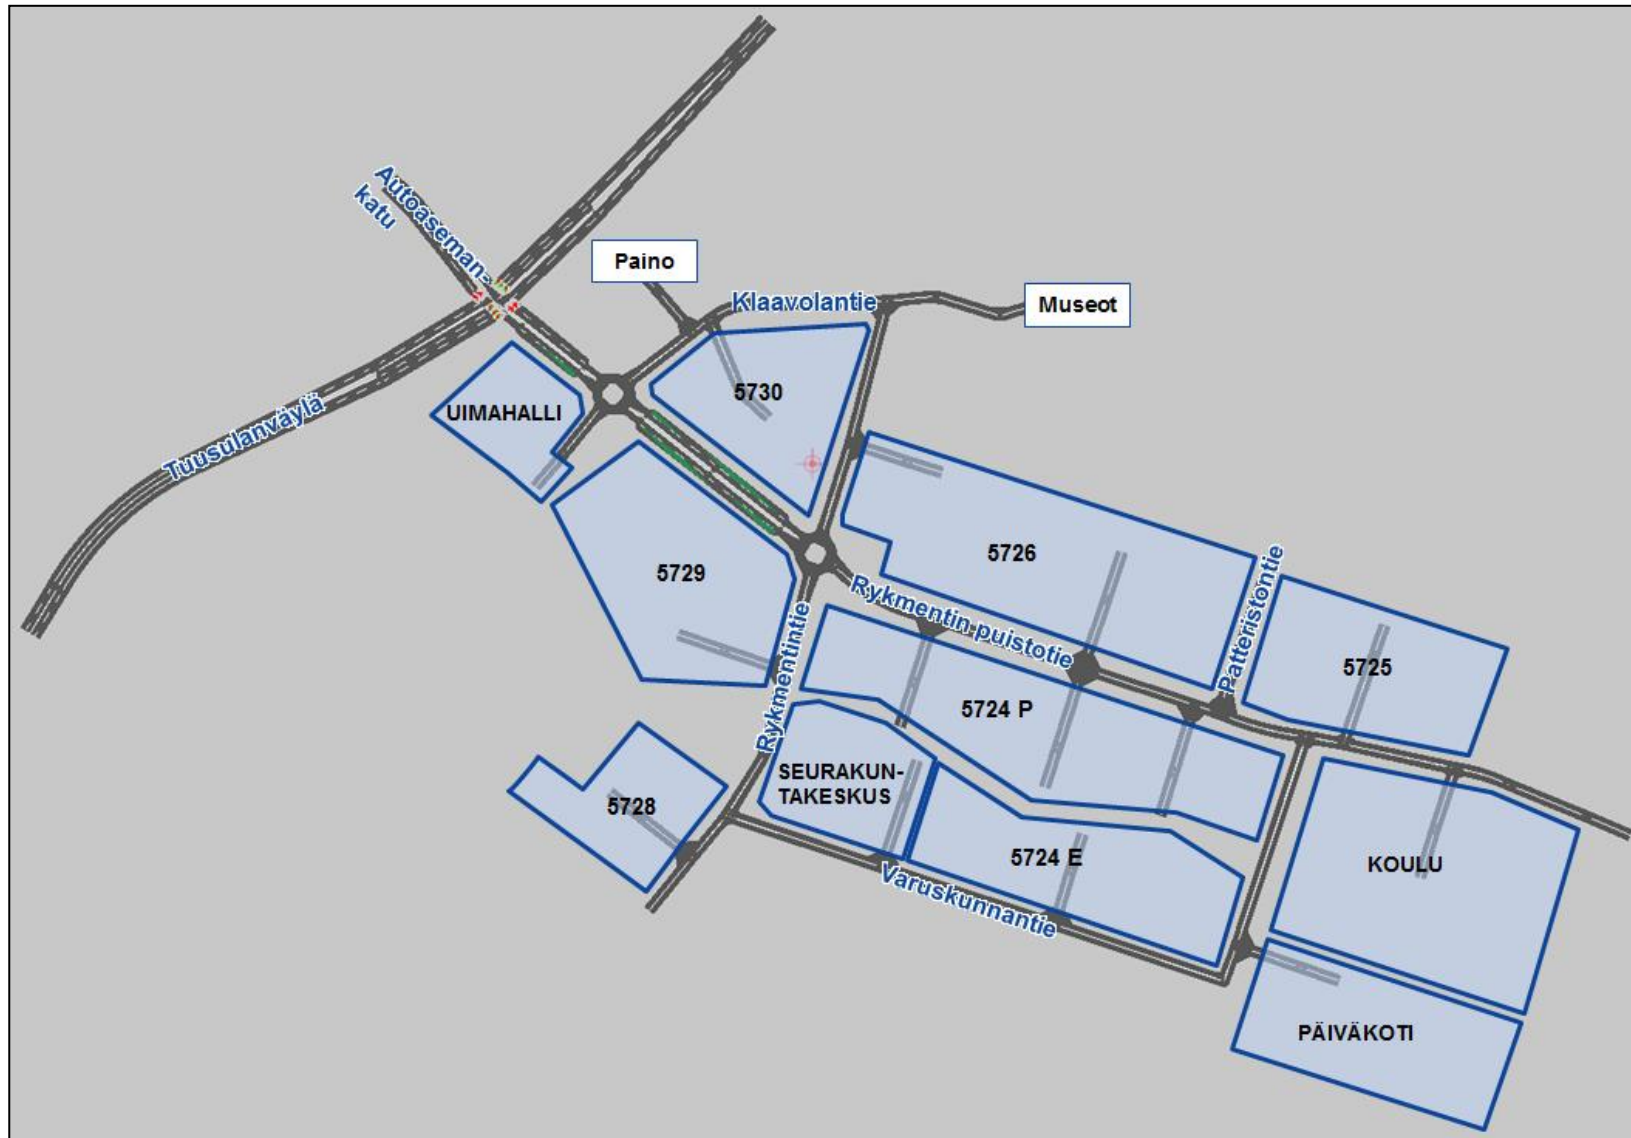 Autoaseman-
katu
Paino
Klaavolantie
Museot
5730
UIMAHALLI
Tuusulanväylä
5729
5726
Rykmentin puistotie
Patteristontie
5725
Rykmentintie
5724 P
SEURAKUN-
TAKESKUS
5728
5724 E
KOULU
Varuskunnantie
PÄIVÄKOTI